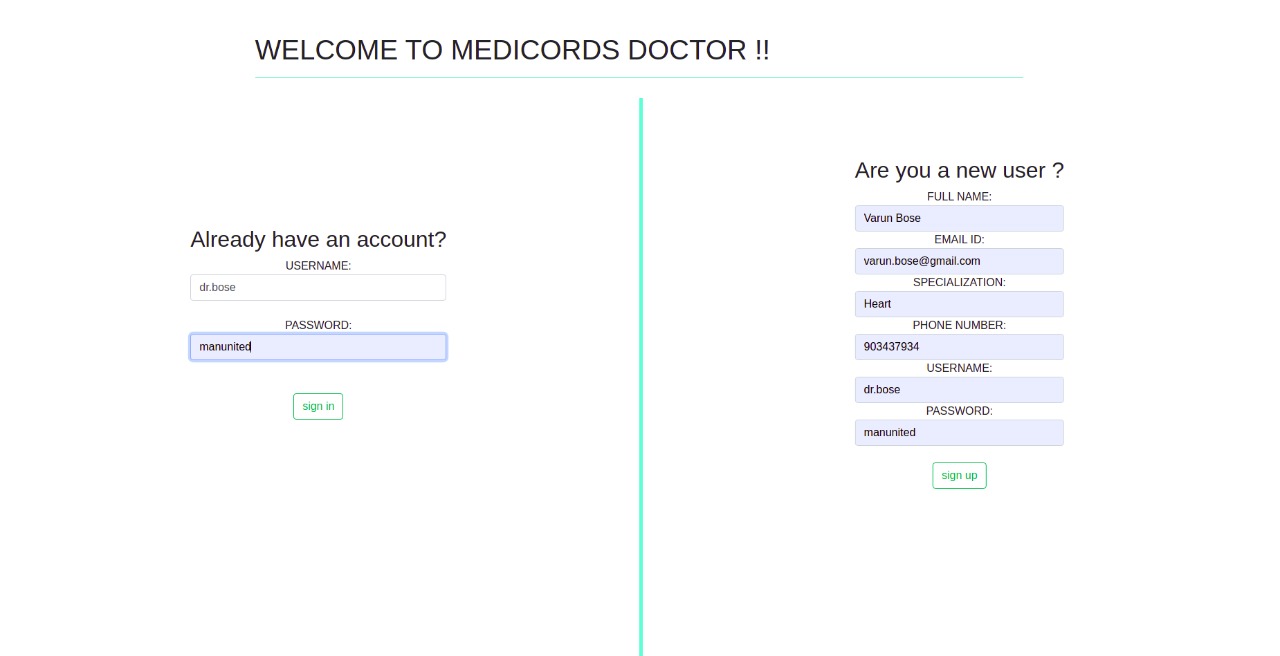 WELCOME TO MEDICORDS DOCTOR !!
Already have an account?
USERNAME:
dr.bose
PASSWORD:
manunited
sign in
Are you a new user ?
FULL NAME:
Varun Bose
EMAIL ID:
varun.bose@gmail.com
SPECIALIZATION:
Heart
PHONE NUMBER:
903437934
USERNAME:
dr.bose
PASSWORD:
manunited
sign up